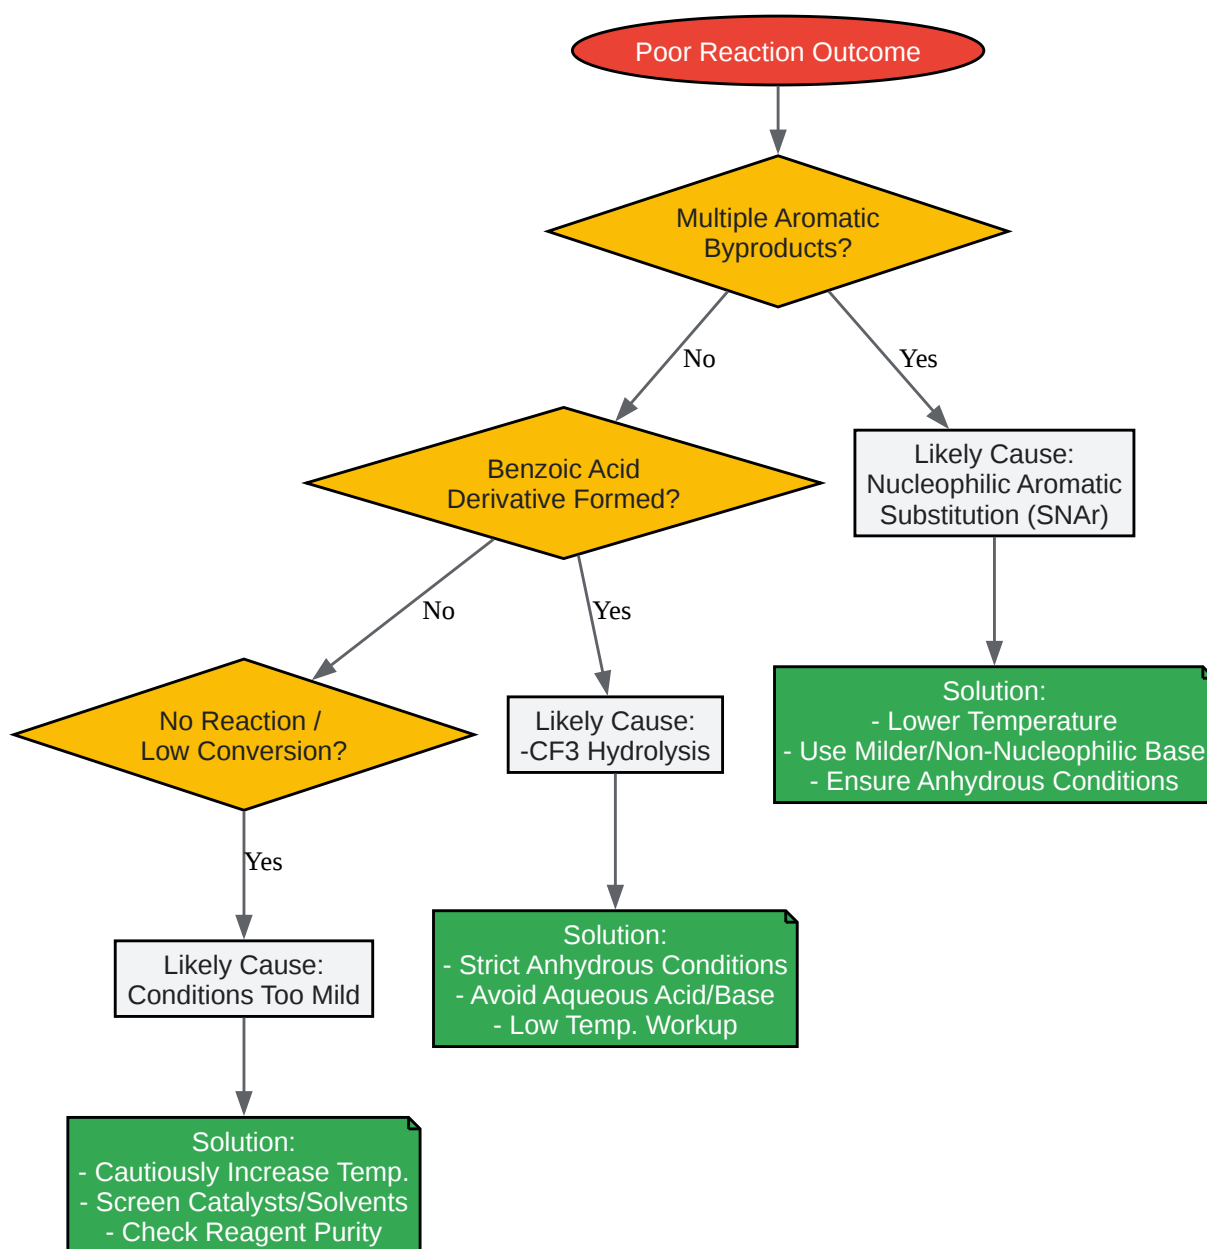 Poor Reaction Outcome
Multiple Aromatic
Byproducts?
No
Yes
Benzoic Acid
Derivative Formed?
Likely Cause:
Nucleophilic Aromatic
Substitution (SNAr)
No
Yes
No Reaction /
Low Conversion?
Likely Cause:
-CF3 Hydrolysis
Solution:
- Lower Temperature
- Use Milder/Non-Nucleophilic Base
- Ensure Anhydrous Conditions
Yes
Likely Cause:
Conditions Too Mild
Solution:
- Strict Anhydrous Conditions
- Avoid Aqueous Acid/Base
- Low Temp. Workup
Solution:
- Cautiously Increase Temp.
- Screen Catalysts/Solvents
- Check Reagent Purity